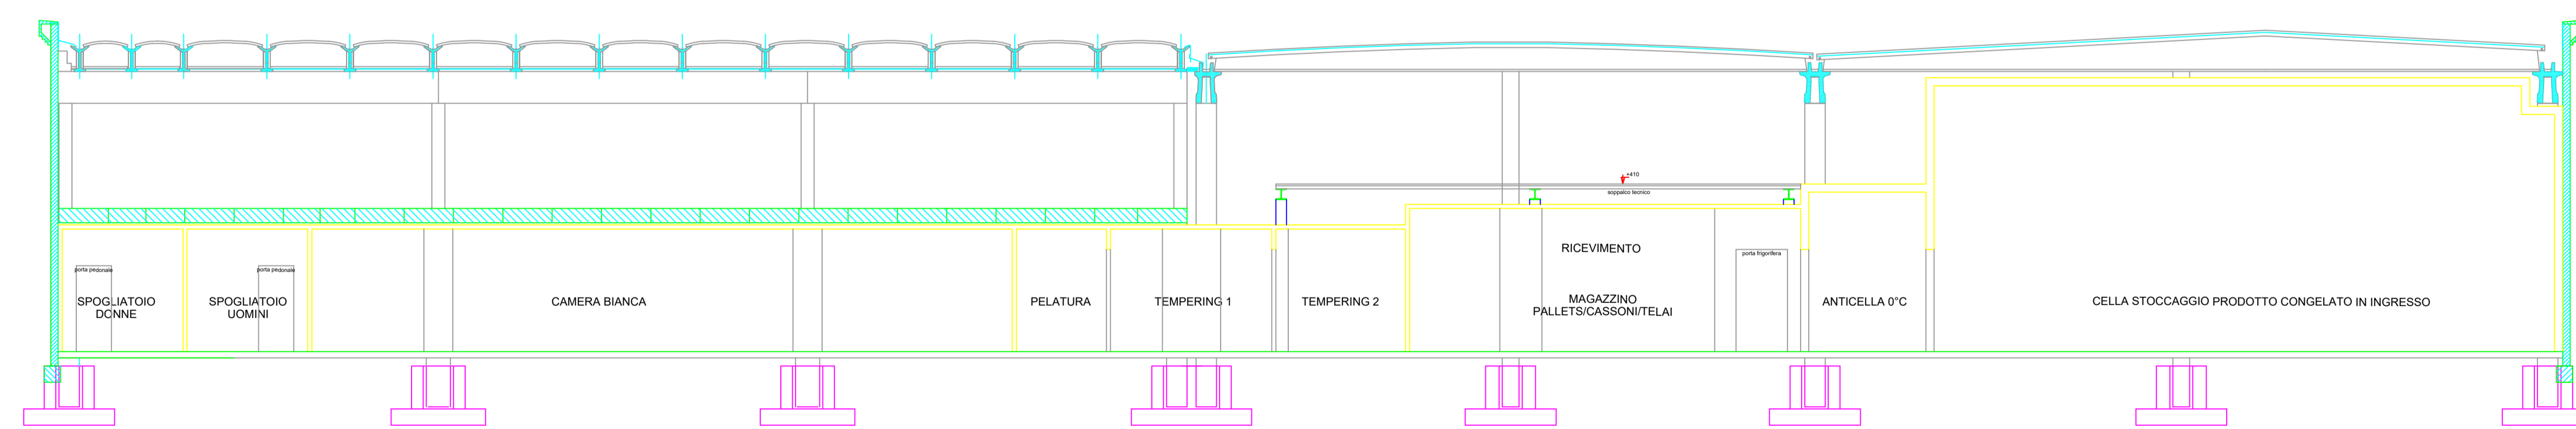 +410
soppalco tecnico
RICEVIMENTO
porta frigorifera
porta pedonale
porta pedonale
SPOGLIATOIO
DONNE
SPOGLIATOIO
UOMINI
CAMERA BIANCA
PELATURA
TEMPERING 1
TEMPERING 2
MAGAZZINO
PALLETS/CASSONI/TELAI
ANTICELLA 0°C
CELLA STOCCAGGIO PRODOTTO CONGELATO IN INGRESSO